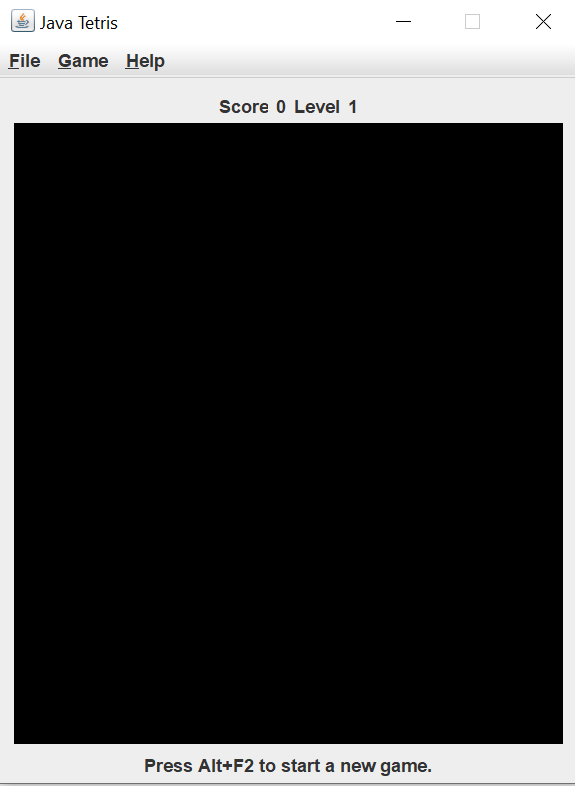 Java Tetris
File Game Help
Score 0 Level 1
Press Alt+F2 to start a new game.